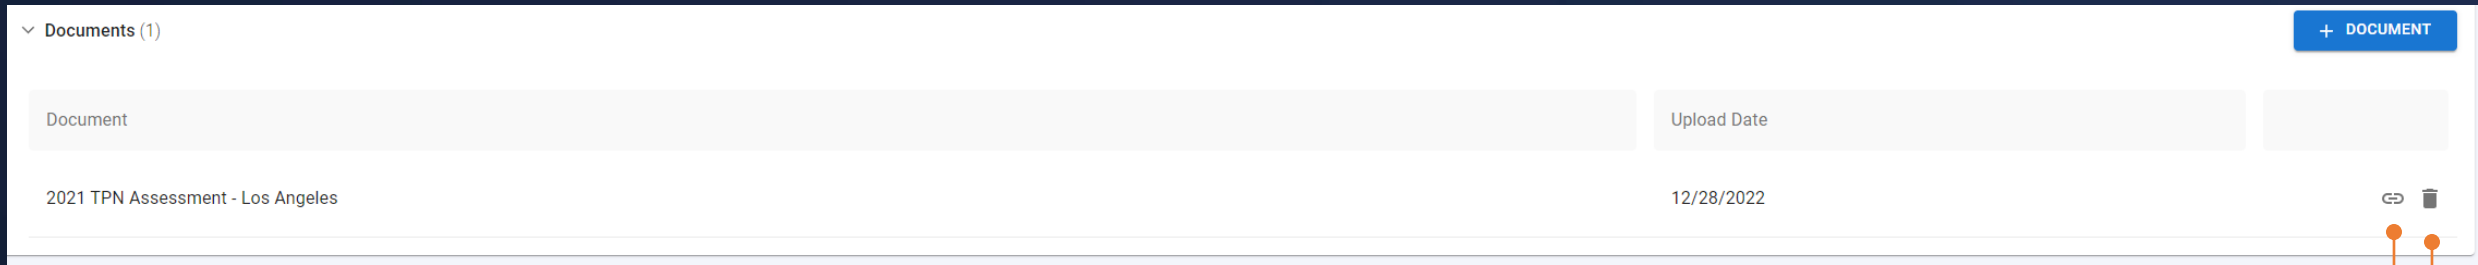 Documents (1)
+ DOCUMENT
Document Upload Date
2021 TPN Assessment - Los Angeles 12/28/2022